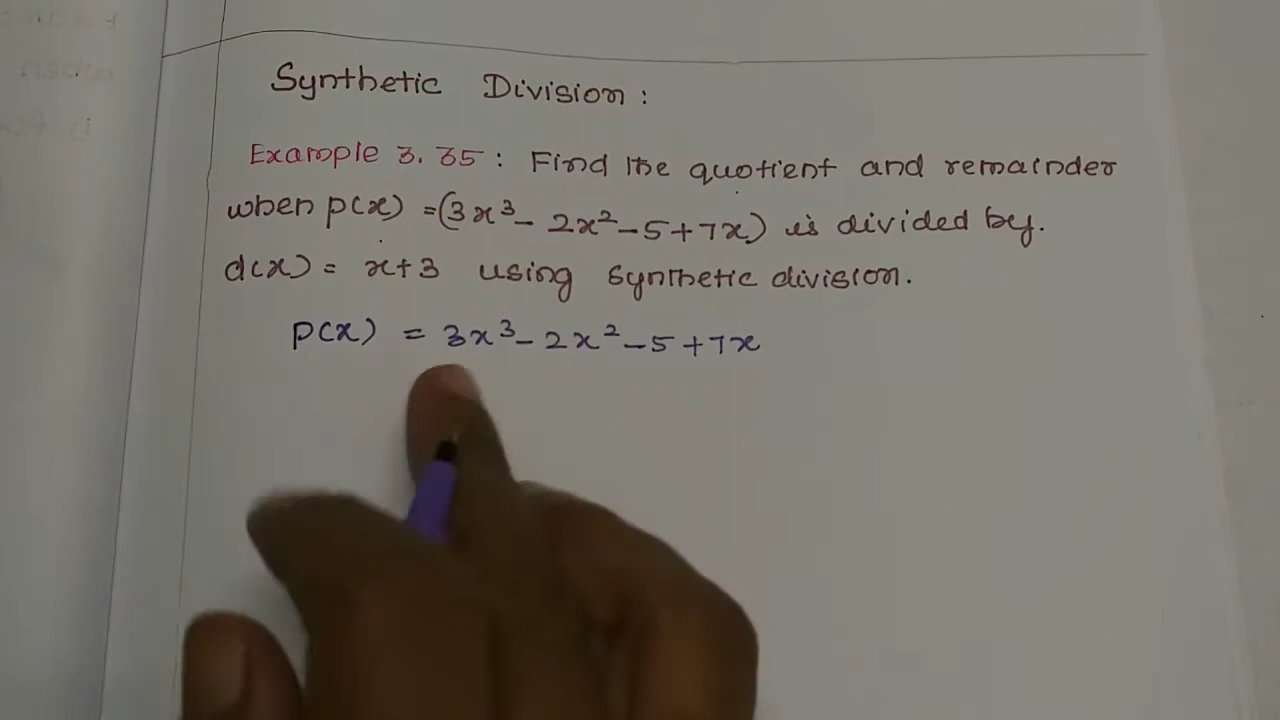 Synthetic Division:
Example 3.35: Find the quotient and remainder
when p(x) = (3x³ - 2x² - 5 + 7x) is divided by.
d(x) = x+3 using synthetic division.
p(x) = 3x³ - 2x² - 5 + 7x